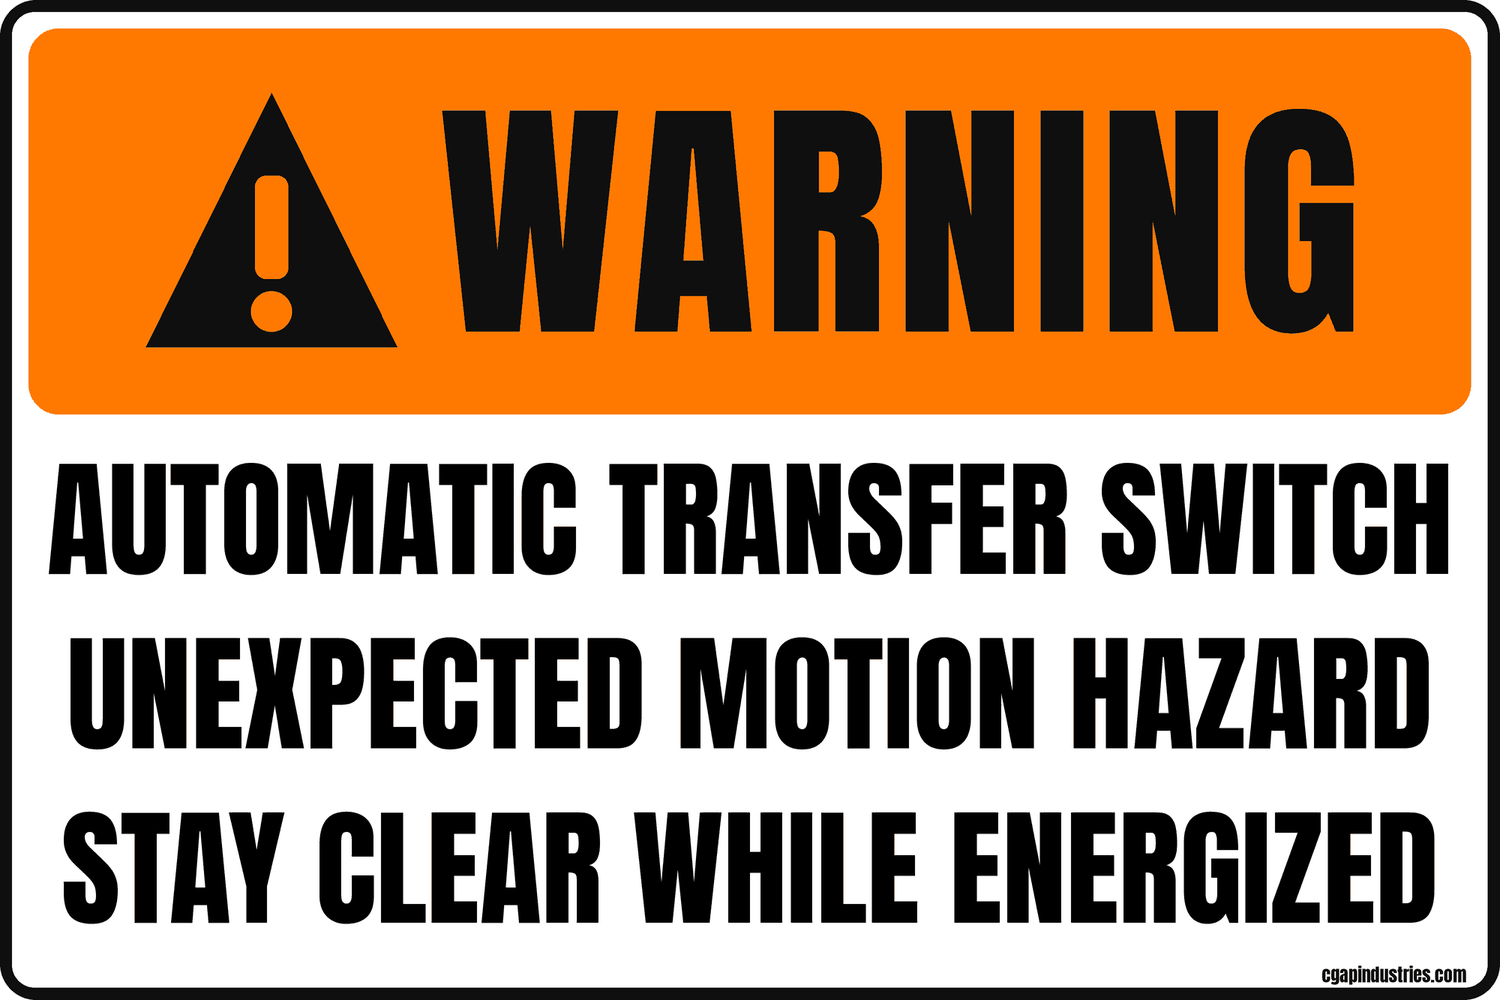 WARNING
AUTOMATIC TRANSFER SWITCH
UNEXPECTED MOTION HAZARD
STAY CLEAR WHILE ENERGIZED
cgapindustries.com